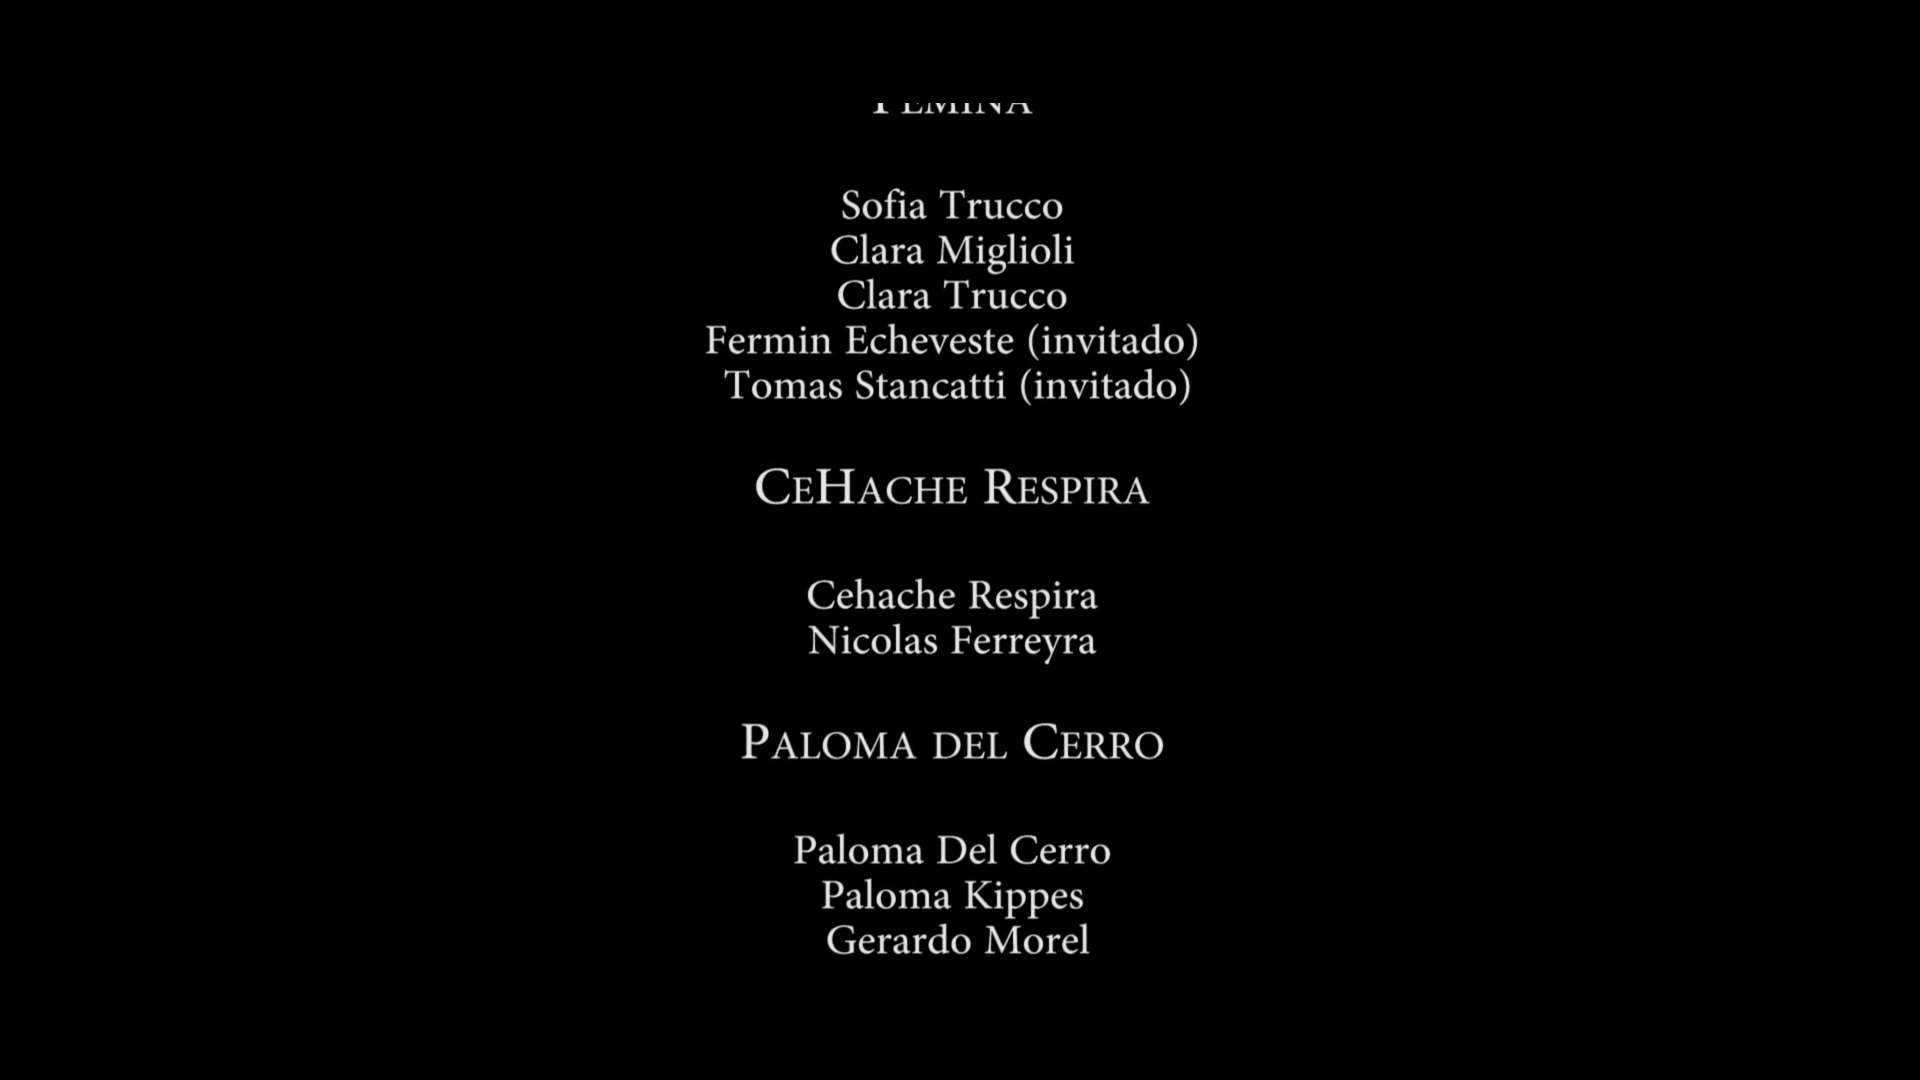 Femina
Sofia Trucco
Clara Miglioli
Clara Trucco
Fermin Echeveste (invitado)
Tomas Stancatti (invitado)
CeHache Respira
Cehache Respira
Nicolas Ferreyra
Paloma del Cerro
Paloma Del Cerro
Paloma Kippes
Gerardo Morel